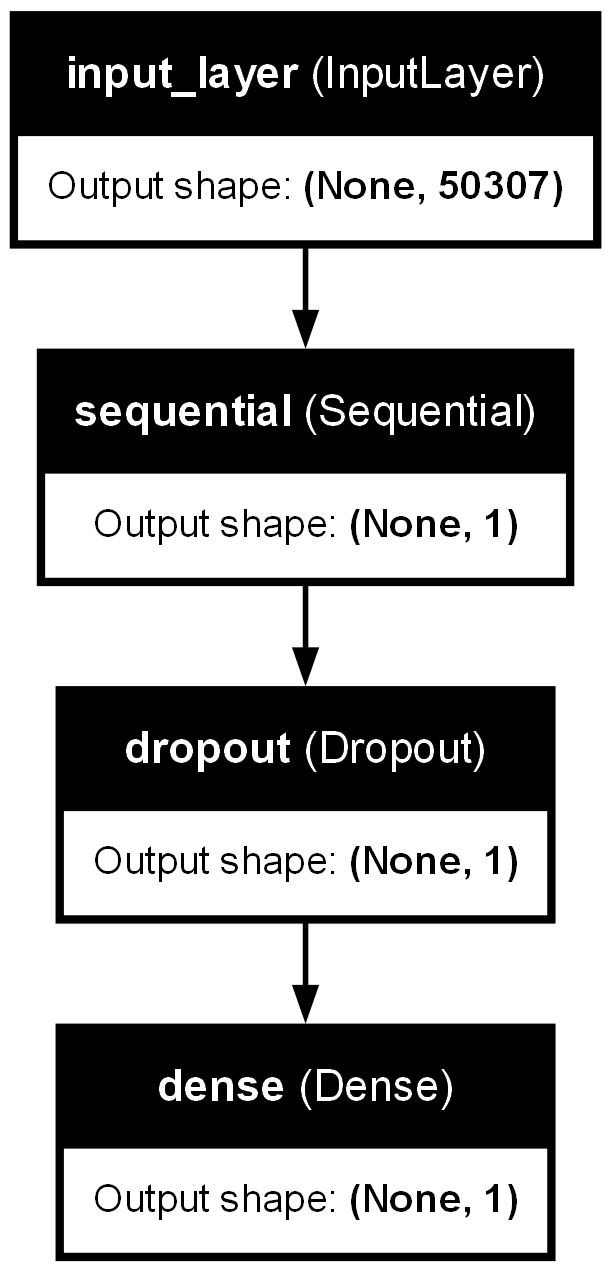 input_layer (InputLayer)
Output shape: (None, 50307)
sequential (Sequential)
Output shape: (None, 1)
dropout (Dropout)
Output shape: (None, 1)
dense (Dense)
Output shape: (None, 1)